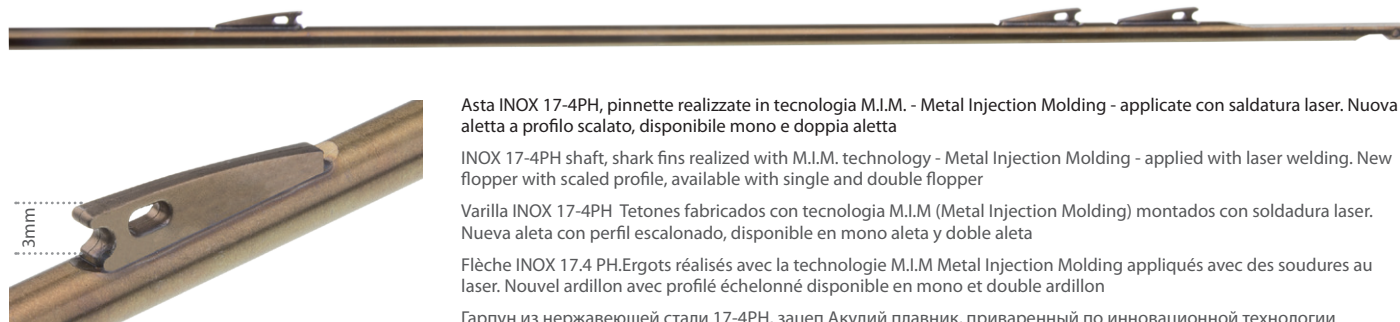 3mm
Asta INOX 17-4PH, pinnette realizzate in tecnologia M.I.M. - Metal Injection Molding - applicate con saldatura laser. Nuova
aletta a profilo scalato, disponibile mono e doppia aletta
INOX 17-4PH shaft, shark fins realized with M.I.M. technology - Metal Injection Molding - applied with laser welding. New
flopper with scaled profile, available with single and double flopper
Varilla INOX 17-4PH Tetones fabricados con tecnologia M.I.M (Metal Injection Molding) montados con soldadura laser.
Nueva aleta con perfil escalonado, disponible en mono aleta y doble aleta
Flèche INOX 17.4 PH.Ergots réalisés avec la technologie M.I.M Metal Injection Molding appliqués avec des soudures au
laser. Nouvel ardillon avec profilé échelonné disponible en mono et double ardillon
Гарпун из нержавеющей стали 17-4PH, зацеп Акулий плавник, приваренный по инновационной технологии